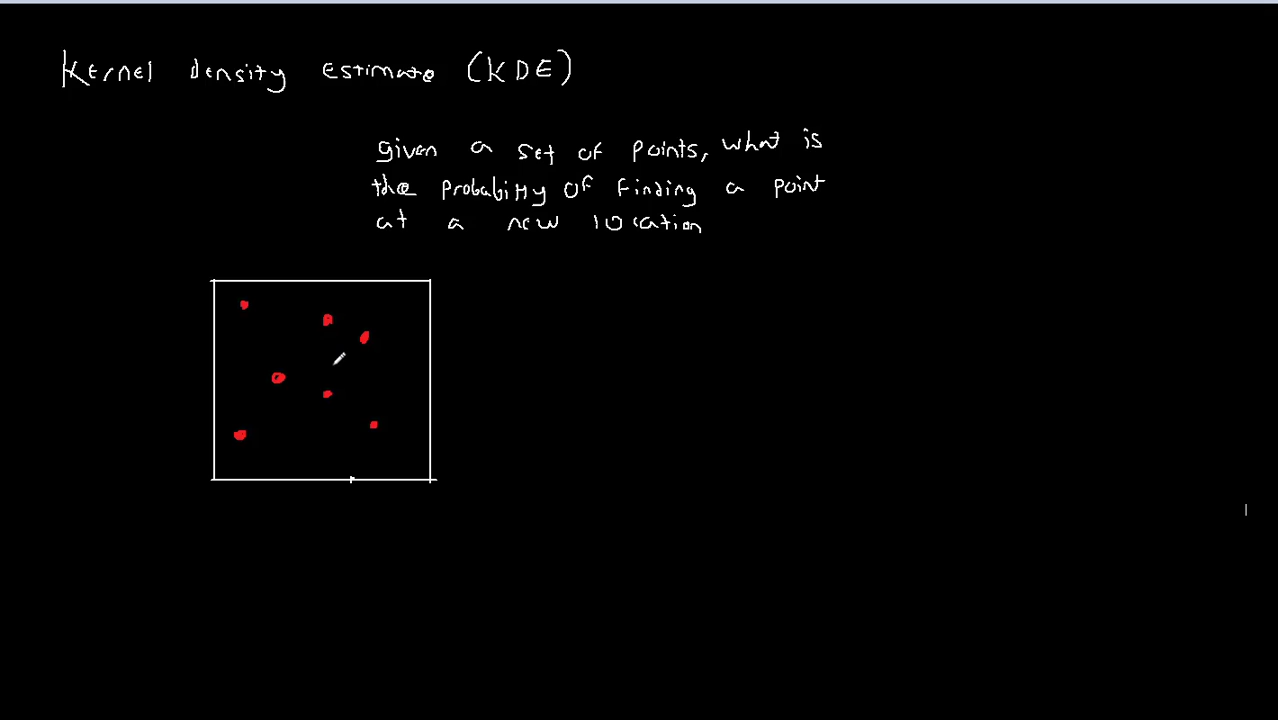 Kernel density estimate (KDE)
given a set of points, what is
the probability of finding a point
at a new location